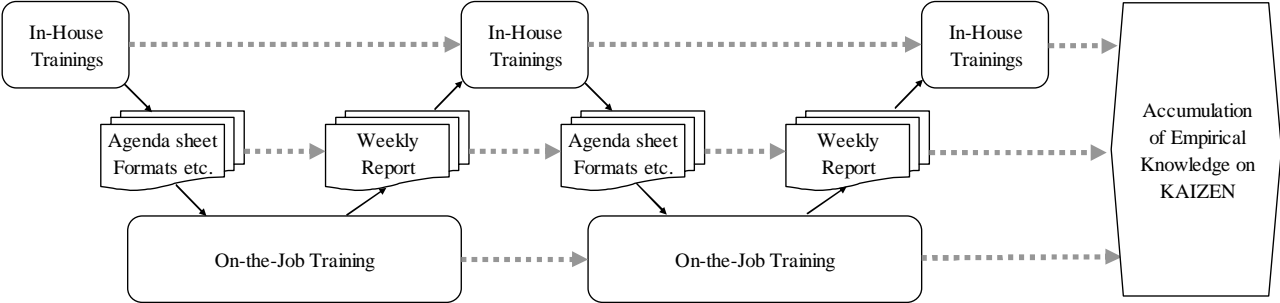 In-House
Trainings
In-House
Trainings
In-House
Trainings
Agenda sheet
Formats etc.
Weekly
Report
Agenda sheet
Formats etc.
Weekly
Report
Accumulation
of Empirical
Knowledge on
KAIZEN
On-the-Job Training
On-the-Job Training